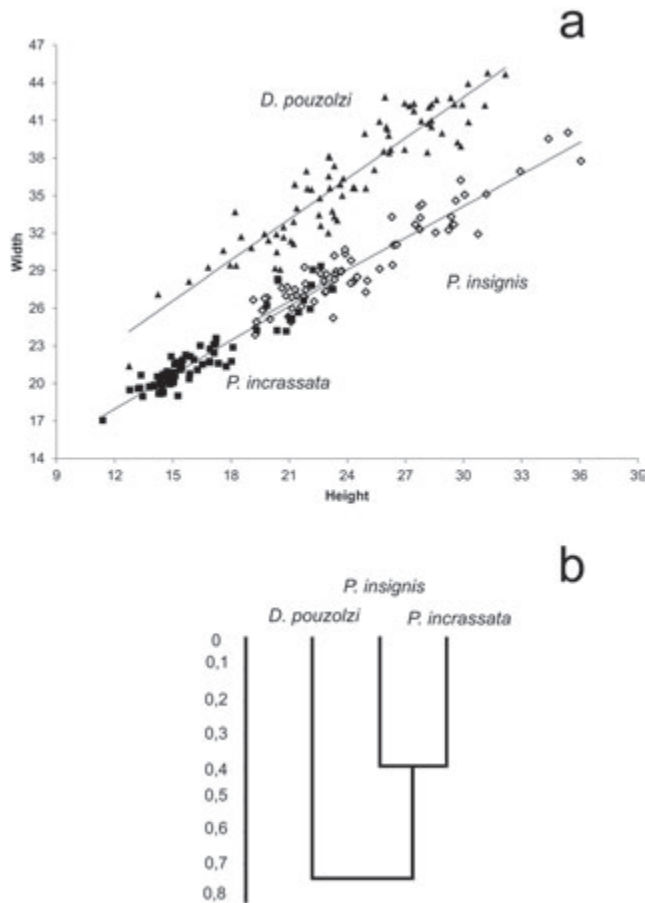 a
47
44
41
38
35
32
29
26
23
20
17
14
Width
D. pouzolzi
P. insignis
P. incrassata
9 12 15 18 21 24 27 30 33 36 39
Height
b
P. insignis
D. pouzolzi P. incrassata
0
0,1
0,2
0,3
0,4
0,5
0,6
0,7
0,8